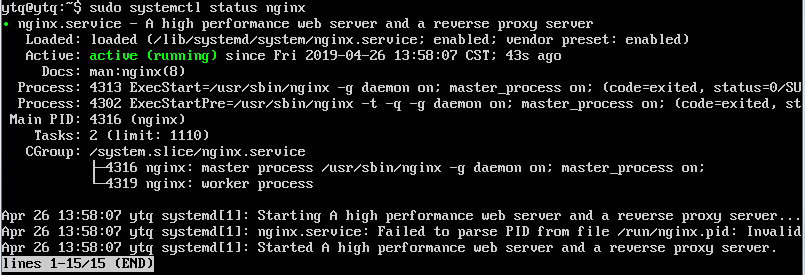 ytq@ytq:~$ sudo systemctl status nginx
● nginx.service - A high performance web server and a reverse proxy server
   Loaded: loaded (/lib/systemd/system/nginx.service; enabled; vendor preset: enabled)
   Active: active (running) since Fri 2019-04-26 13:58:07 CST; 43s ago
     Docs: man:nginx(8)
  Process: 4313 ExecStart=/usr/sbin/nginx -g daemon on; master_process on; (code=exited, status=0/SU
  Process: 4302 ExecStartPre=/usr/sbin/nginx -t -q -g daemon on; master_process on; (code=exited, st
 Main PID: 4316 (nginx)
    Tasks: 2 (limit: 1110)
   CGroup: /system.slice/nginx.service
           ├─4316 nginx: master process /usr/sbin/nginx -g daemon on; master_process on;
           └─4319 nginx: worker process
Apr 26 13:58:07 ytq systemd[1]: Starting A high performance web server and a reverse proxy server...
Apr 26 13:58:07 ytq systemd[1]: nginx.service: Failed to parse PID from file /run/nginx.pid: Invalid
Apr 26 13:58:07 ytq systemd[1]: Started A high performance web server and a reverse proxy server.
lines 1-15/15 (END)